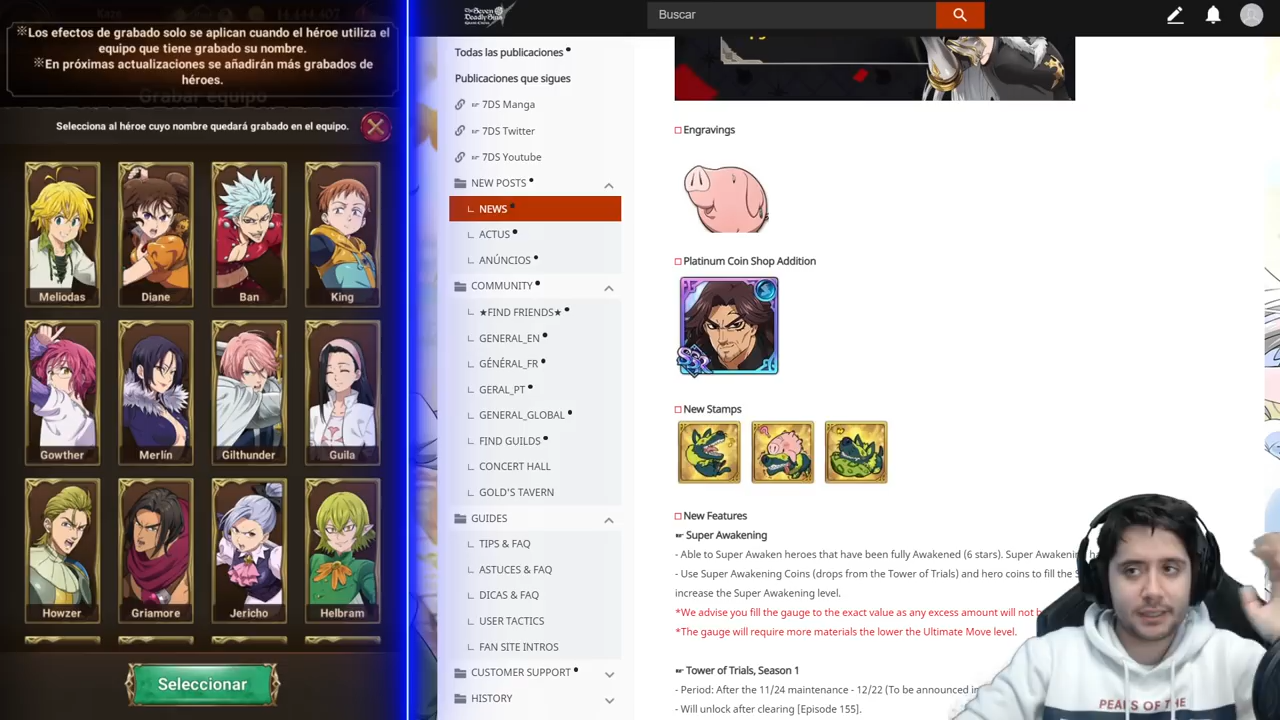 ※Los efectos de grabado solo se aplican cuando el héroe utiliza el
equipo que tiene grabado su nombre.
※En próximas actualizaciones se añadirán más grabados de
héroes.
Grabar equipo
Selecciona al héroe cuyo nombre quedará grabado en el equipo.
Meliodas
Diane
Ban
King
Gowther
Merlín
Gilthunder
Guila
Howzer
Griamore
Jericho
Helbram
Seleccionar
The Seven
Deadly Sins
Buscar
Todas las publicaciones
Publicaciones que sigues
☞ 7DS Manga
☞ 7DS Twitter
☞ 7DS Youtube
NEW POSTS
NEWS
ACTUS
ANÚNCIOS
COMMUNITY
★FIND FRIENDS★
GENERAL_EN
GÉNÉRAL_FR
GERAL_PT
GENERAL_GLOBAL
FIND GUILDS
CONCERT HALL
GOLD'S TAVERN
GUIDES
TIPS & FAQ
ASTUCES & FAQ
DICAS & FAQ
USER TACTICS
FAN SITE INTROS
CUSTOMER SUPPORT
HISTORY
□ Engravings
□ Platinum Coin Shop Addition
SSR
□ New Stamps
□ New Features
☛ Super Awakening
- Able to Super Awaken heroes that have been fully Awakened (6 stars). Super Awakening
- Use Super Awakening Coins (drops from the Tower of Trials) and hero coins to fill the
increase the Super Awakening level.
*We advise you fill the gauge to the exact value as any excess amount will not
*The gauge will require more materials the lower the Ultimate Move level.
☛ Tower of Trials, Season 1
- Period: After the 11/24 maintenance - 12/22 (To be announced
- Will unlock after clearing [Episode 155].
PEAKS OF THE